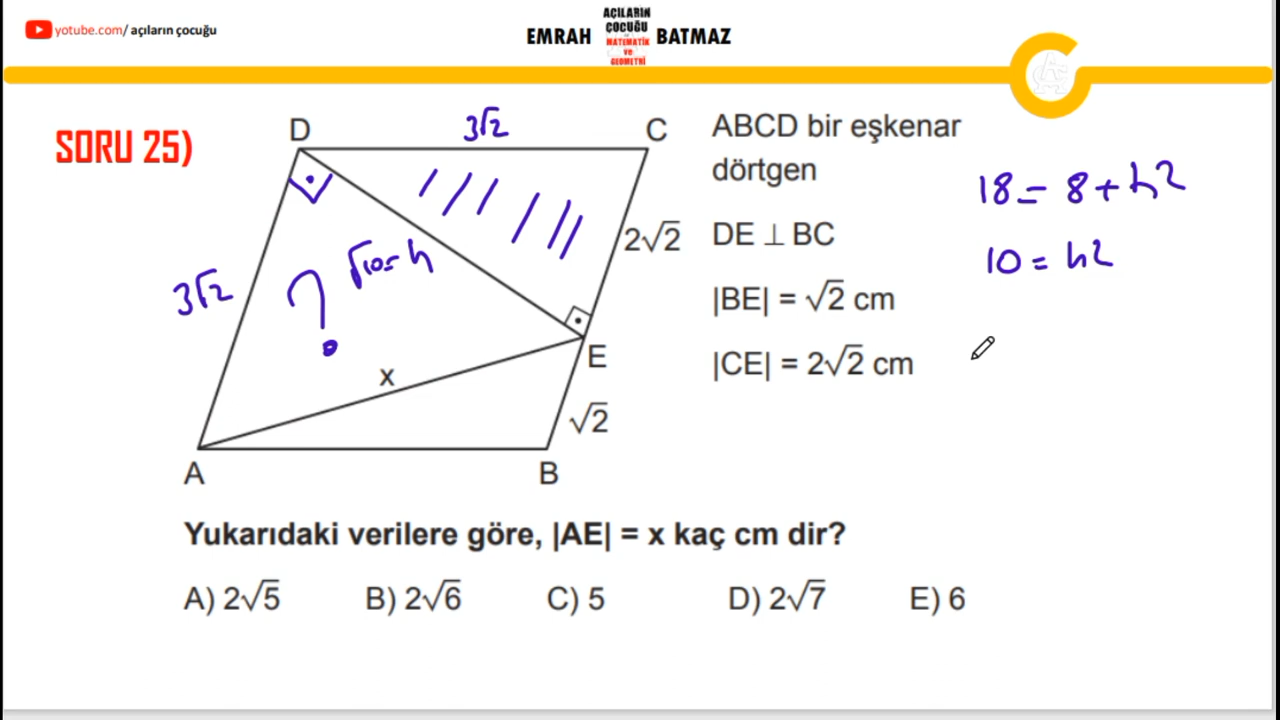 yotube.com/ açıların çocuğu
EMRAH
AÇILARIN
ÇOCUĞU
MATEMATİK
ve
GEOMETRİ
BATMAZ
SORU 25)
D
3√2
C
ABCD bir eşkenar
dörtgen
18 = 8 + h2
2√2
DE ⊥ BC
10 = h2
√10 = h
3√2
?
|BE| = √2 cm
E
x
|CE| = 2√2 cm
√2
A
B
Yukarıdaki verilere göre, |AE| = x kaç cm dir?
A) 2√5 B) 2√6 C) 5 D) 2√7 E) 6